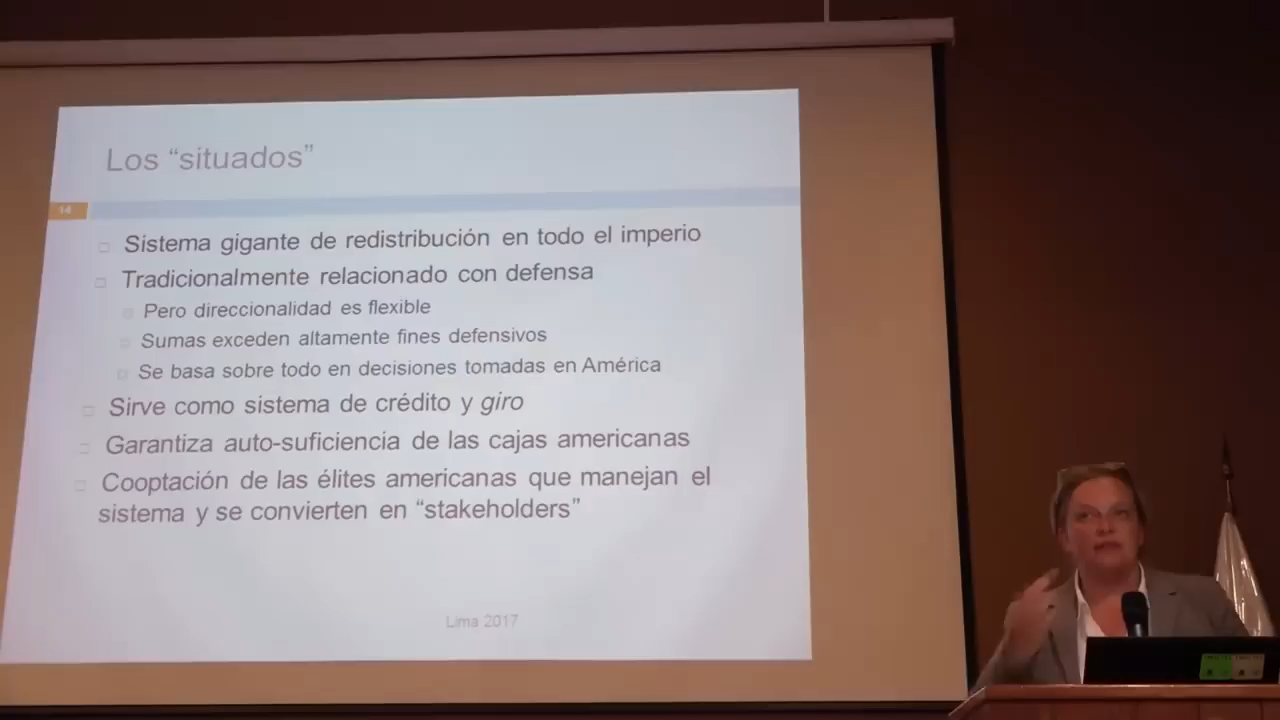 Los “situados”
14
Sistema gigante de redistribución en todo el imperio
Tradicionalmente relacionado con defensa
Pero direccionalidad es flexible
Sumas exceden altamente fines defensivos
Se basa sobre todo en decisiones tomadas en América
Sirve como sistema de crédito y giro
Garantiza auto-suficiencia de las cajas americanas
Cooptación de las élites americanas que manejan el
sistema y se convierten en “stakeholders”
Lima 2017